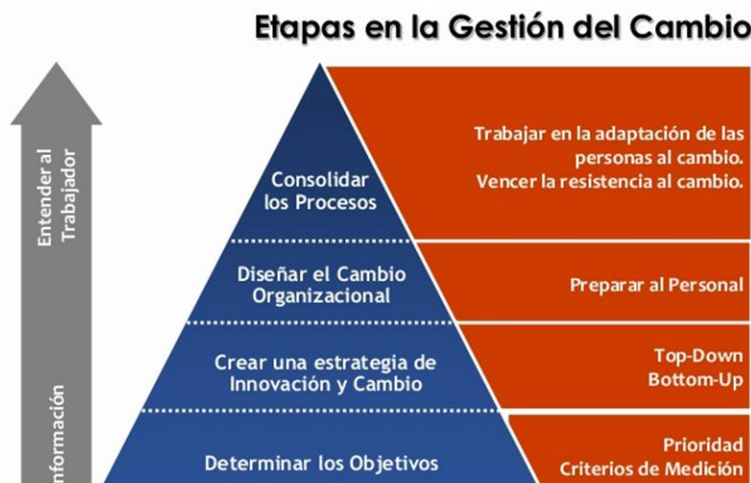 Etapas en la Gestión del Cambio
Entender al
Trabajador
Trabajar en la adaptación de las
personas al cambio.
Vencer la resistencia al cambio.
Consolidar
los Procesos
Diseñar el Cambio
Organizacional
Preparar al Personal
Crear una estrategia de
Innovación y Cambio
Top-Down
Bottom-Up
Determinar los Objetivos
Prioridad
Criterios de Medición